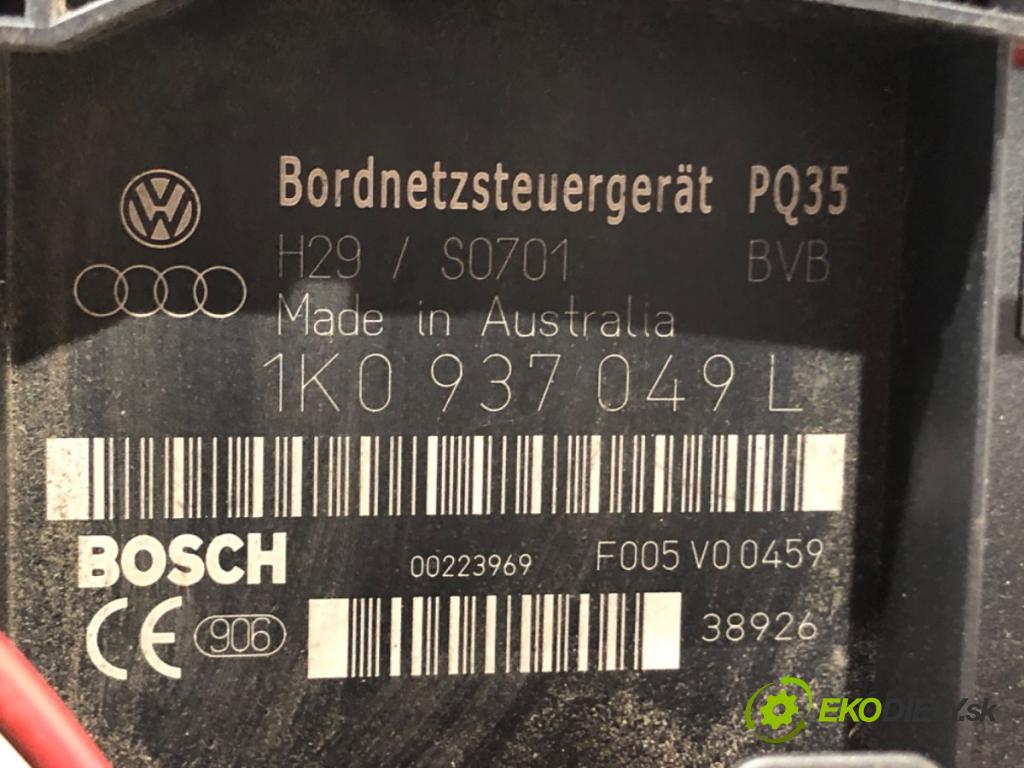 Bordnetzsteuergerät PQ35
H29 / S0701 BVB
Made in Australia
1K0 937 049 L
BOSCH 00223969 F005 V0 0459
CE 906 38926
EKODIELY.sk